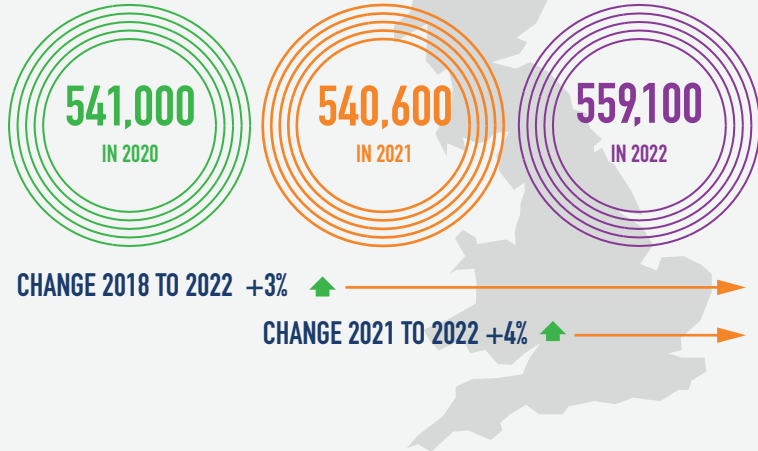 541,000
IN 2020
540,600
IN 2021
559,100
IN 2022
CHANGE 2018 TO 2022 +3%
CHANGE 2021 TO 2022 +4%